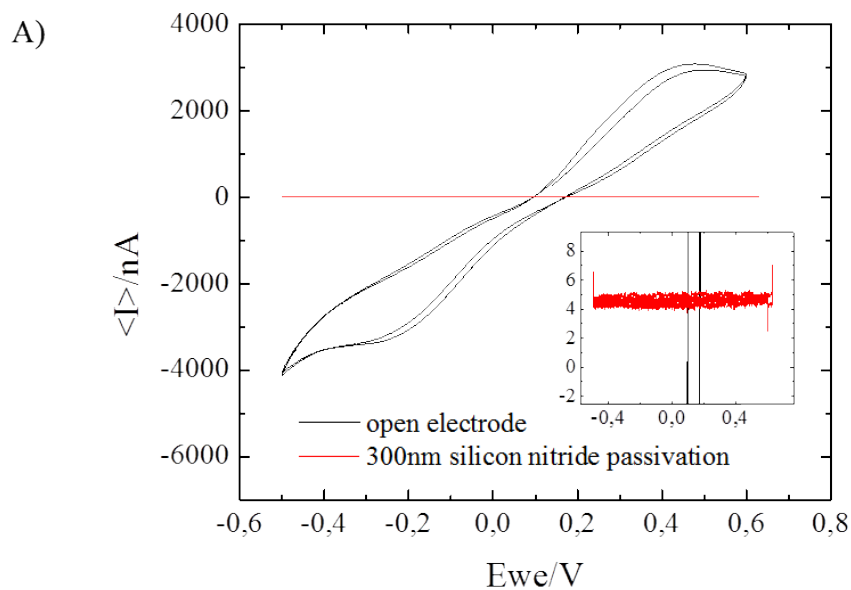 A)
4000
2000
0
-2000
-4000
-6000
<I>/nA
8
6
4
2
0
-2
-0,4 0,0 0,4
open electrode
300nm silicon nitride passivation
-0,6 -0,4 -0,2 0,0 0,2 0,4 0,6 0,8
Ewe/V